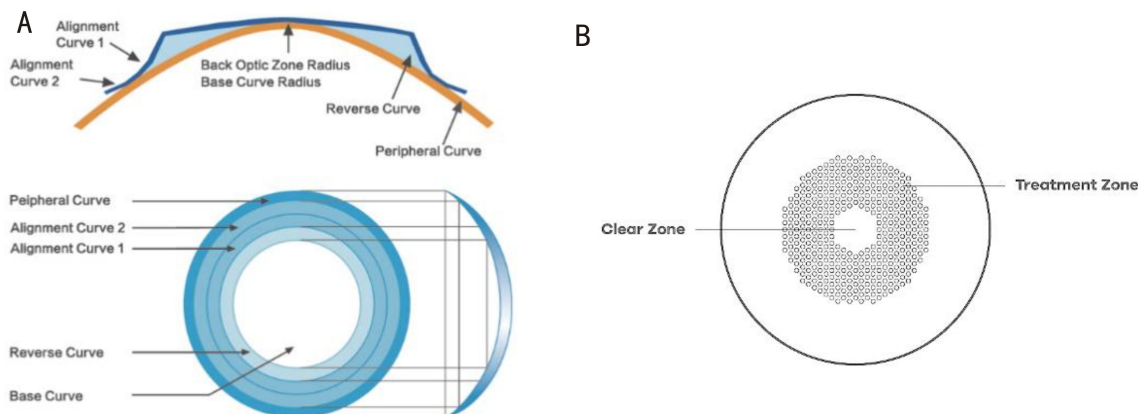 A
Alignment
Curve 1
Alignment
Curve 2
Back Optic Zone Radius
Base Curve Radius
Reverse Curve
Peripheral Curve
Peipheral Curve
Alignment Curve 2
Alignment Curve 1
Reverse Curve
Base Curve
B
Treatment Zone
Clear Zone